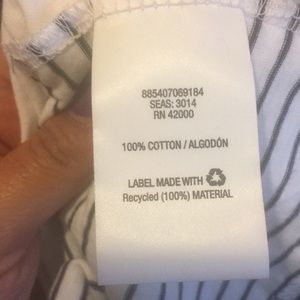 885407069184
SEAS: 3014
RN 42000
100% COTTON / ALGODÓN
LABEL MADE WITH
Recycled (100%) MATERIAL